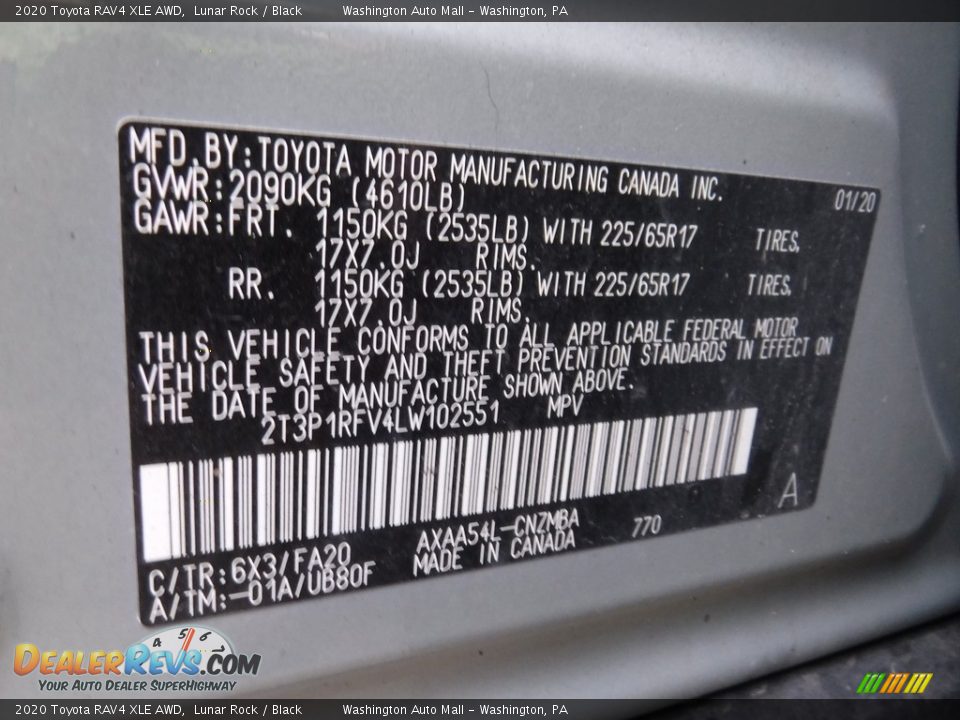 2020 Toyota RAV4 XLE AWD, Lunar Rock / Black Washington Auto Mall - Washington, PA
MFD.BY:TOYOTA MOTOR MANUFACTURING CANADA INC.
GVWR:2090KG (4610LB) 01/20
GAWR:FRT. 1150KG (2535LB) WITH 225/65R17 TIRES,
17X7.0J RIMS.
RR. 1150KG (2535LB) WITH 225/65R17 TIRES,
17X7.0J RIMS.
THIS VEHICLE CONFORMS TO ALL APPLICABLE FEDERAL MOTOR
VEHICLE SAFETY AND THEFT PREVENTION STANDARDS IN EFFECT ON
THE DATE OF MANUFACTURE SHOWN ABOVE.
2T3P1RFV4LW102551 MPV
A
C/TR:6X3/FA20 AXAA54L-CNZMBA 770
A/TM:-01A/UB80F MADE IN CANADA
4 5 6
DEALERREVS.COM
YOUR AUTO DEALER SUPERHIGHWAY
2020 Toyota RAV4 XLE AWD, Lunar Rock / Black Washington Auto Mall - Washington, PA